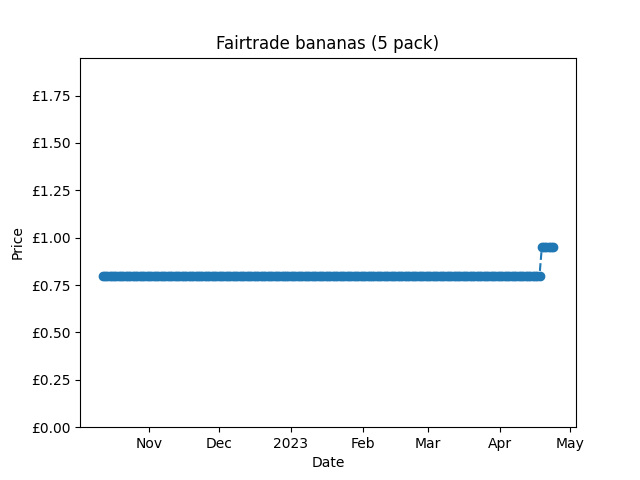 Fairtrade bananas (5 pack)
£1.75
£1.50
£1.25
£1.00
£0.75
£0.50
£0.25
£0.00
Price
Nov Dec 2023 Feb Mar Apr May
Date